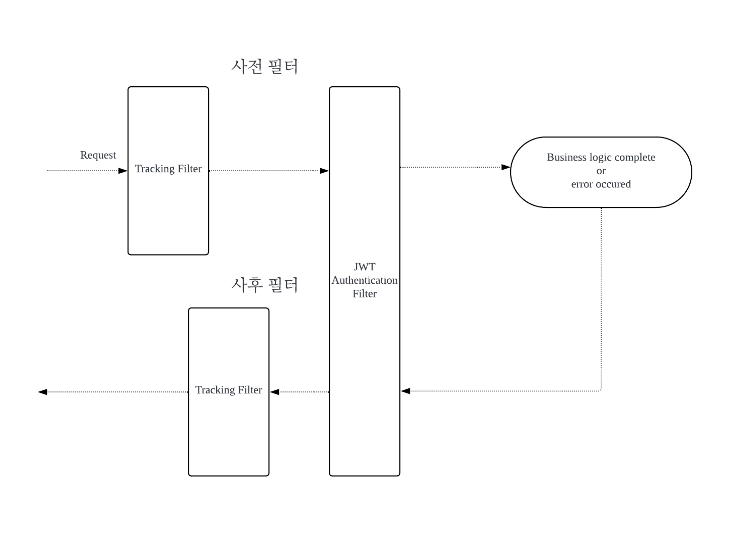 사전 필터
Request
Tracking Filter
Business logic complete
or
error occured
JWT
Authentication
Filter
사후 필터
Tracking Filter